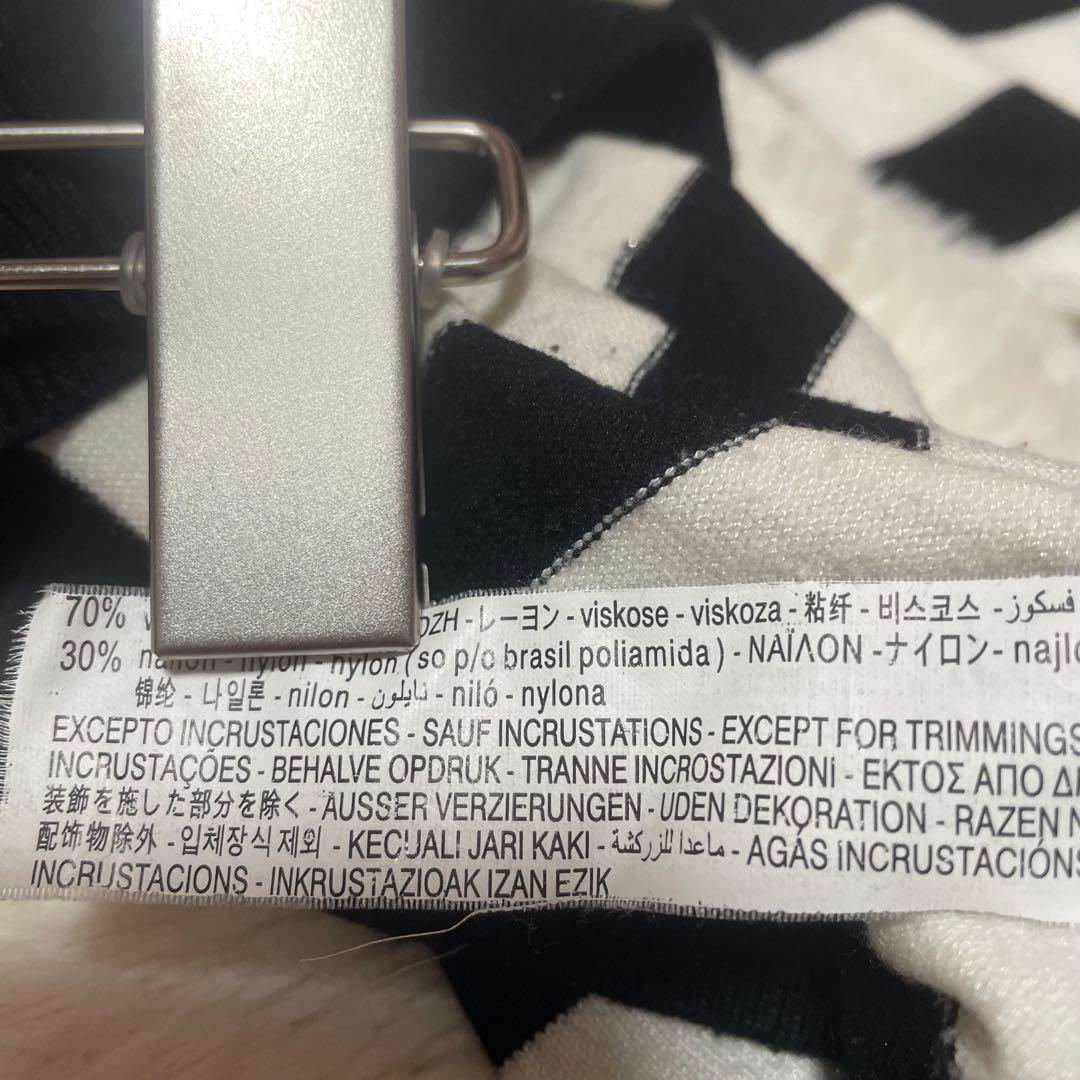 70% ΟΖΗ - レーヨン - viskose - viskoza - 粘纤 - 비스코스 - فسكوز
30% nailon - nylon - nylon ( so p/o brasil poliamida ) - ΝΑΪΛΟΝ - ナイロン -
锦纶 - 나일론 - nilon - نايلون - niló - nylona
EXCEPTO INCRUSTACIONES - SAUF INCRUSTATIONS - EXCEPT FOR TRIMMINGS
INCRUSTAÇÕES - BEHALVE OPDRUK - TRANNE INCROSTAZIONI - ΕΚΤΟΣ ΑΠΟ
装飾を施した部分を除く - AUSSER VERZIERUNGEN - UDEN DEKORATION - RAZEN
配饰物除外 - 입체장식 제외 - KECUALI JARI KAKI - ماعدا للزركشة - AGÁS INCRUSTACIÓNS
INCRUSTACIONS - INKRUSTAZIOAK IZAN EZIK